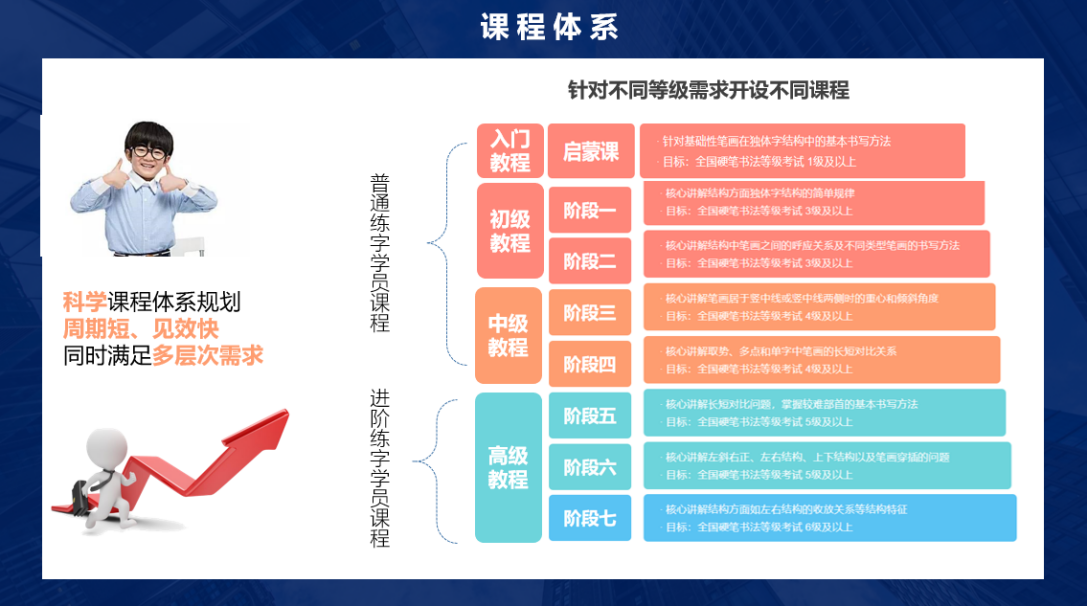 课程体系
针对不同等级需求开设不同课程
科学课程体系规划
周期短、见效快
同时满足多层次需求
普通练字学员课程
入门
教程
启蒙课
· 针对基础性笔画在独体字结构中的基本书写方法
· 目标：全国硬笔书法等级考试 1级及以上
初级
教程
阶段一
· 核心讲解结构方面独体字结构的简单规律
· 目标：全国硬笔书法等级考试 3级及以上
阶段二
· 核心讲解结构中笔画之间的呼应关系及不同类型笔画的书写方法
· 目标：全国硬笔书法等级考试 3级及以上
中级
教程
阶段三
· 核心讲解笔画居于竖中线或竖中线两侧时的重心和倾斜角度
· 目标：全国硬笔书法等级考试 4级及以上
阶段四
· 核心讲解取势、多点和单字中笔画的长短对比关系
· 目标：全国硬笔书法等级考试 4级及以上
进阶练字学员课程
高级
教程
阶段五
· 核心讲解长短对比问题，掌握较难部首的基本书写方法
· 目标：全国硬笔书法等级考试 5级及以上
阶段六
· 核心讲解左斜右正、左右结构、上下结构以及笔画穿插的问题
· 目标：全国硬笔书法等级考试 5级及以上
阶段七
· 核心讲解结构方面如左右结构的收放关系等结构特征
· 目标：全国硬笔书法等级考试 6级及以上